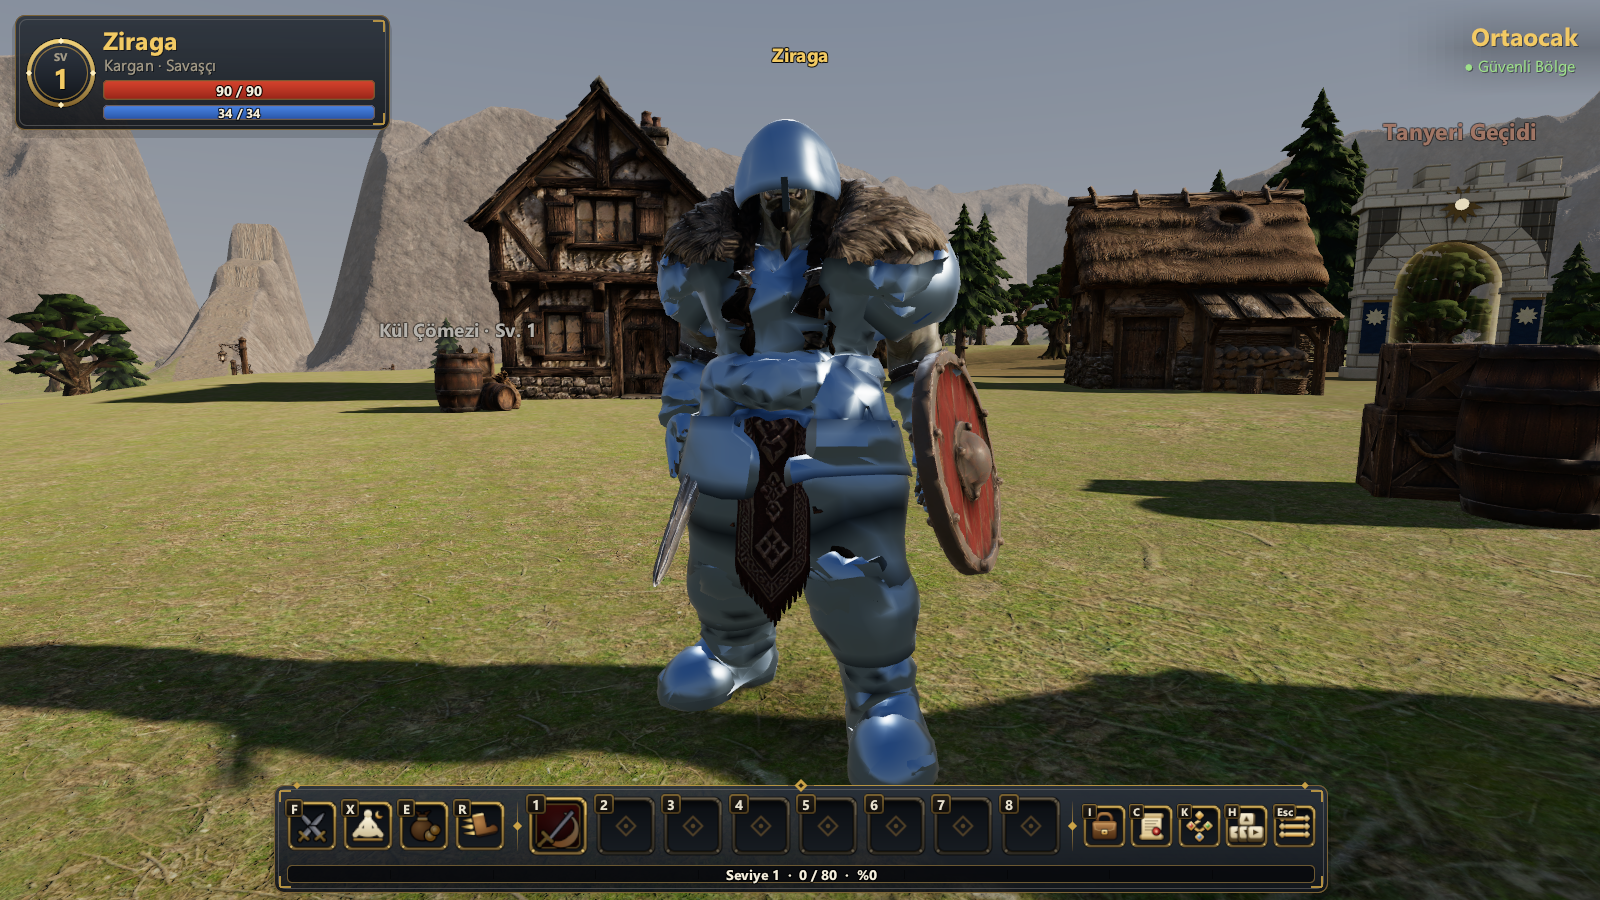 Ziraga
SV
1
Kargan · Savaşçı
90 / 90
34 / 34
Ziraga
Ortaocak
Güvenli Bölge
Tanyeri Geçidi
Kül Çömezi · Sv. 1
F X E R 1 2 3 4 5 6 7 8 I C K H Esc
Seviye 1 · 0 / 80 · %0